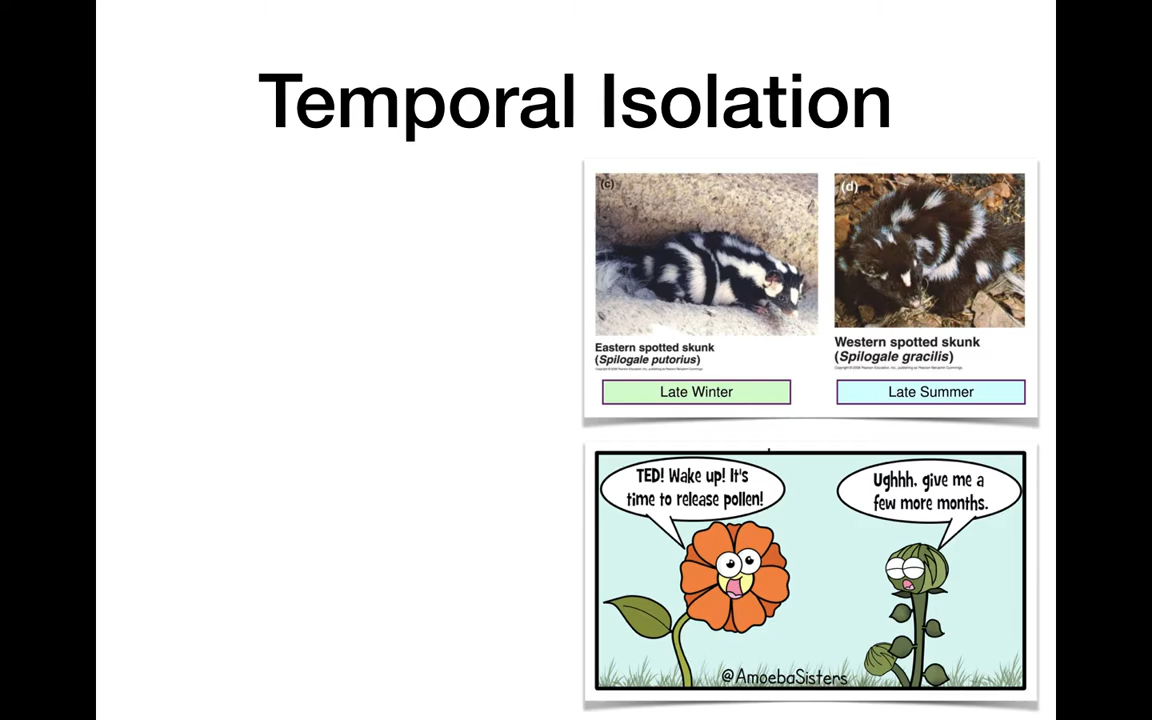 Temporal Isolation
(c)
(d)
Eastern spotted skunk
(Spilogale putorius)
Western spotted skunk
(Spilogale gracilis)
Late Winter
Late Summer
TED! Wake up! It's
time to release pollen!
Ughhh, give me a
few more months.
@AmoebaSisters